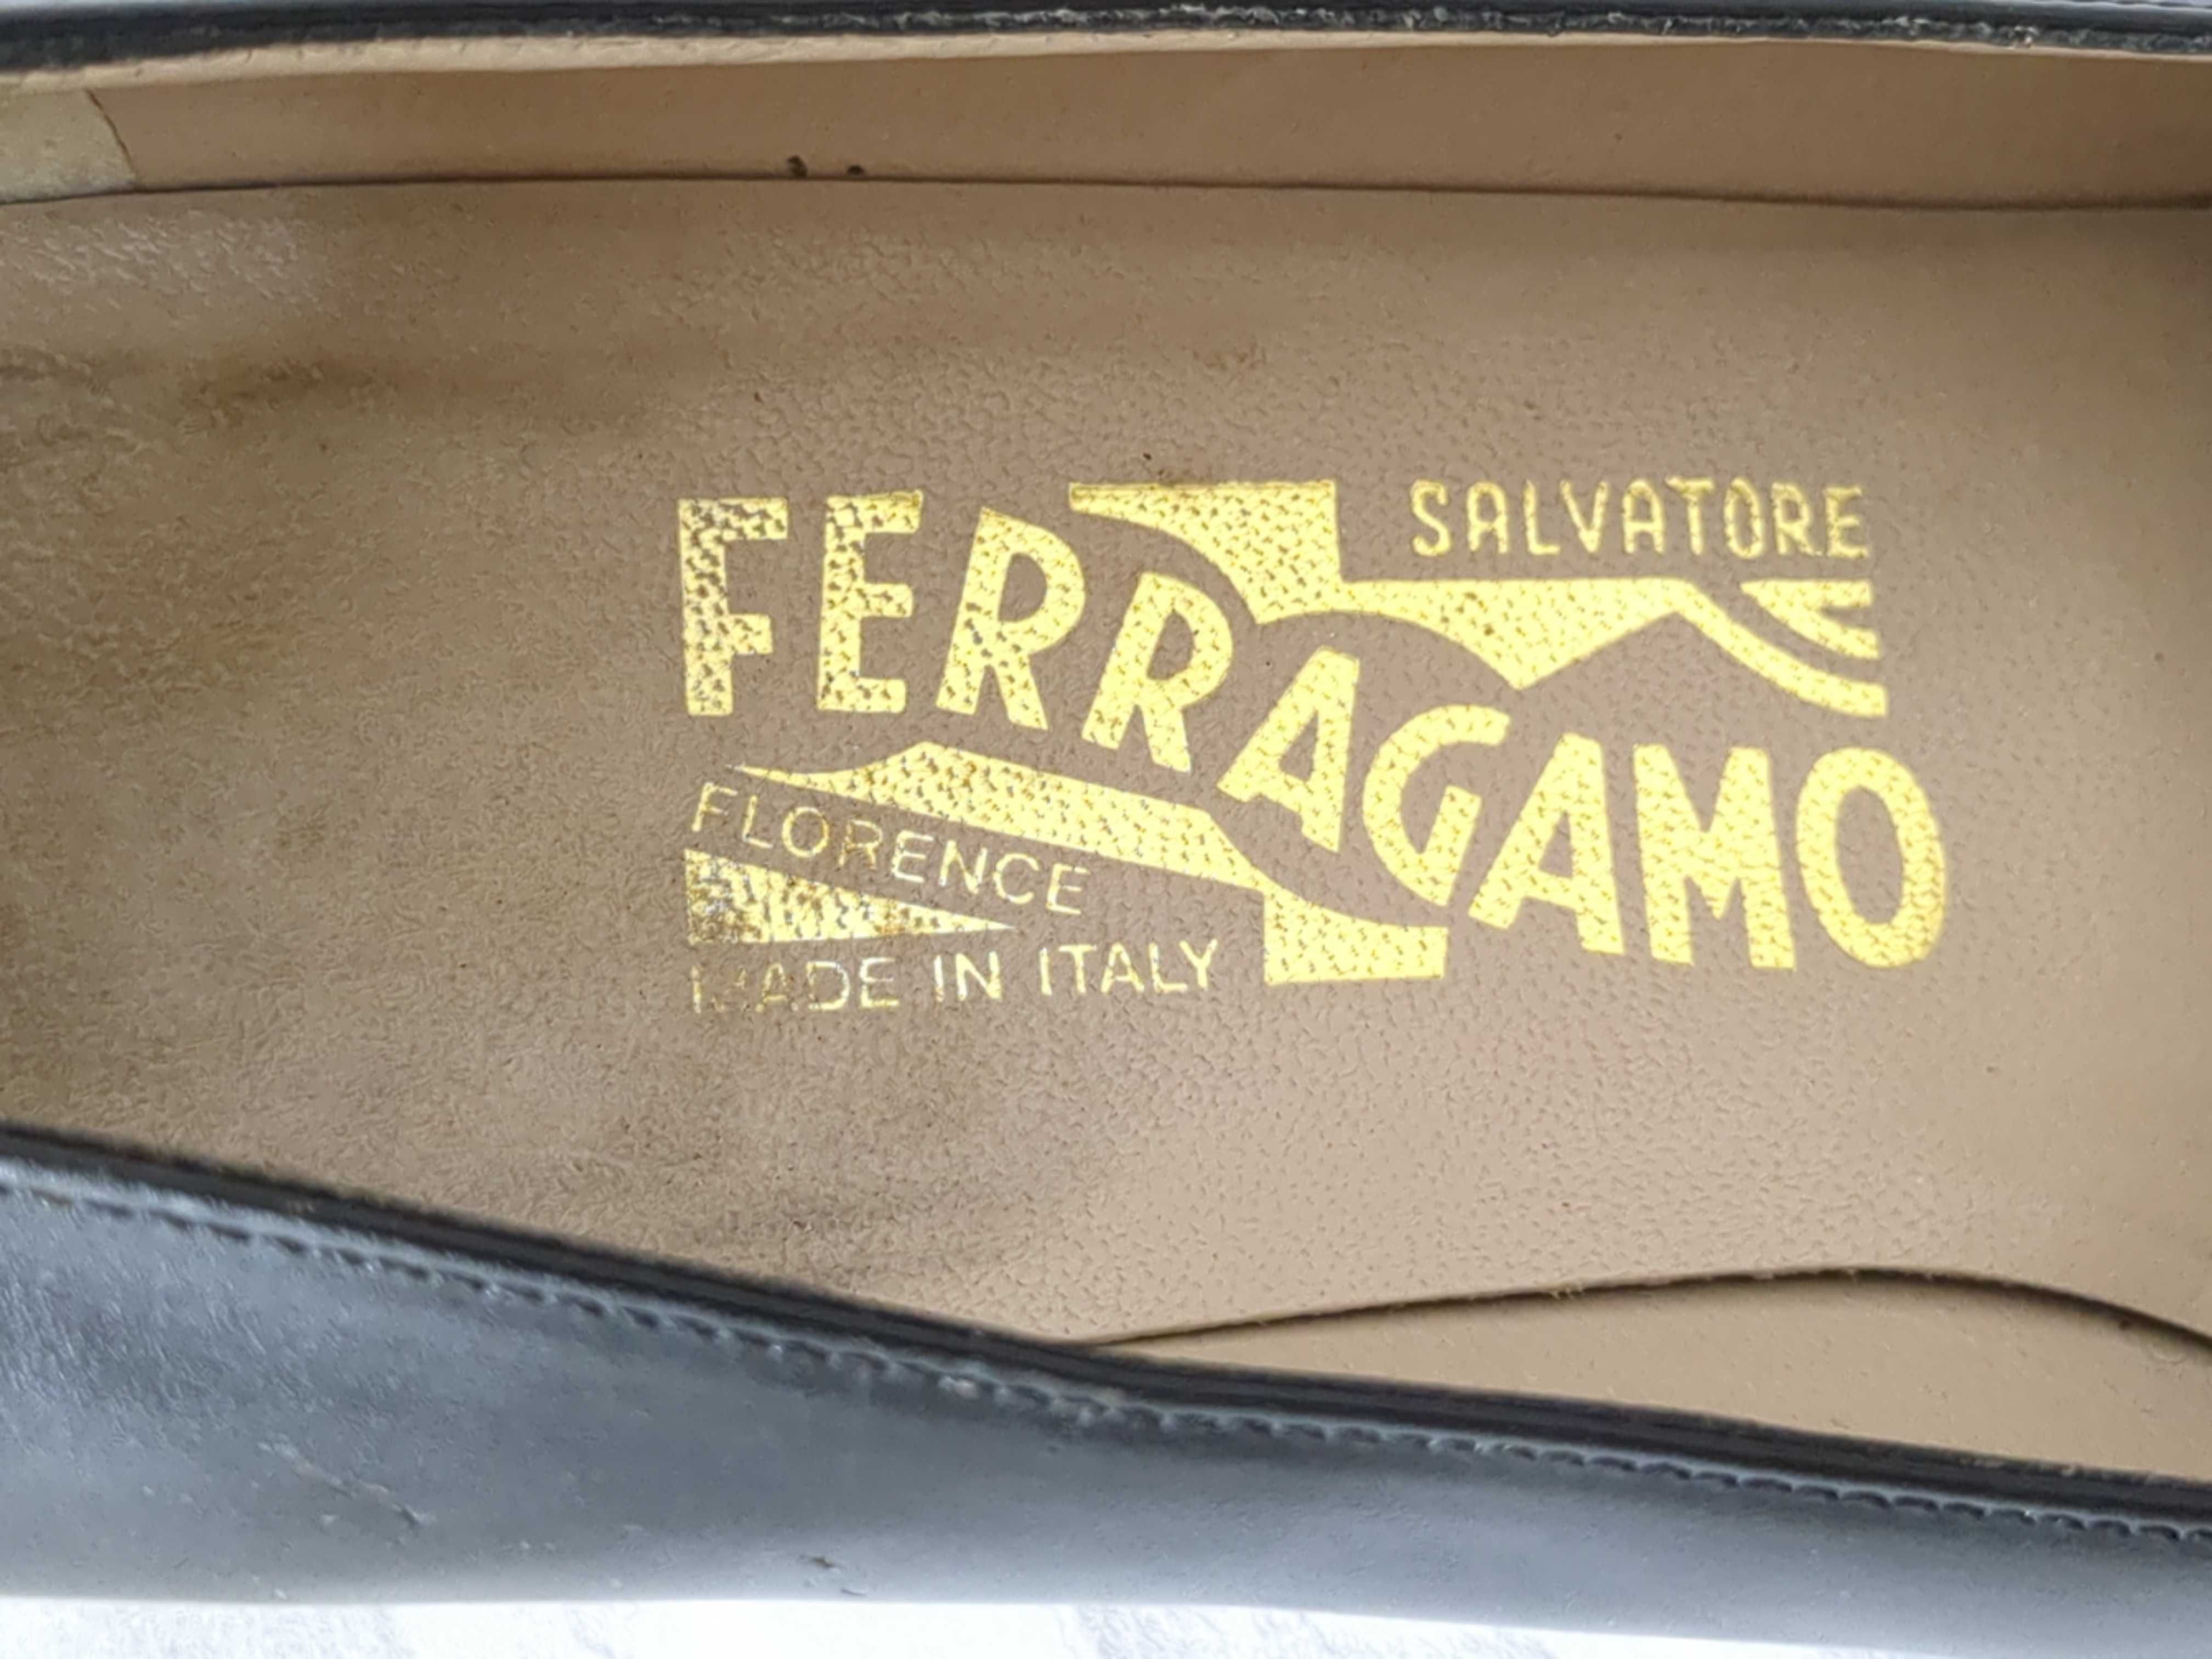 SALVATORE
FERRAGAMO
FLORENCE
MADE IN ITALY